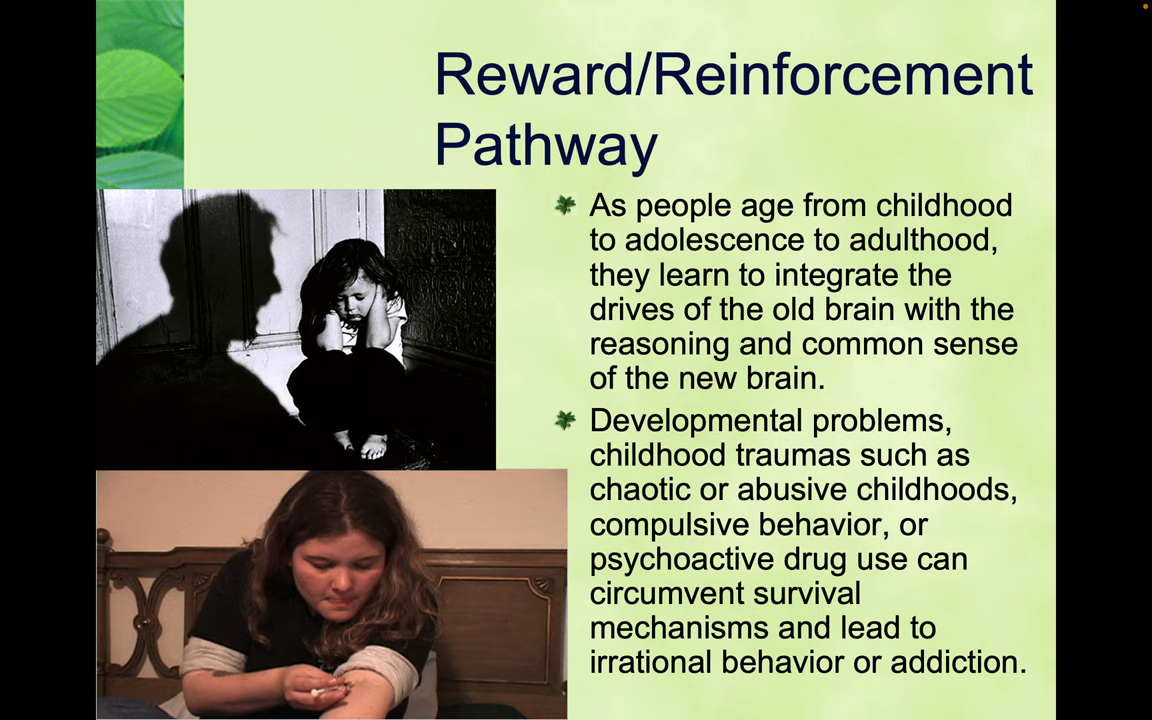 Reward/Reinforcement
Pathway
As people age from childhood
to adolescence to adulthood,
they learn to integrate the
drives of the old brain with the
reasoning and common sense
of the new brain.
Developmental problems,
childhood traumas such as
chaotic or abusive childhoods,
compulsive behavior, or
psychoactive drug use can
circumvent survival
mechanisms and lead to
irrational behavior or addiction.